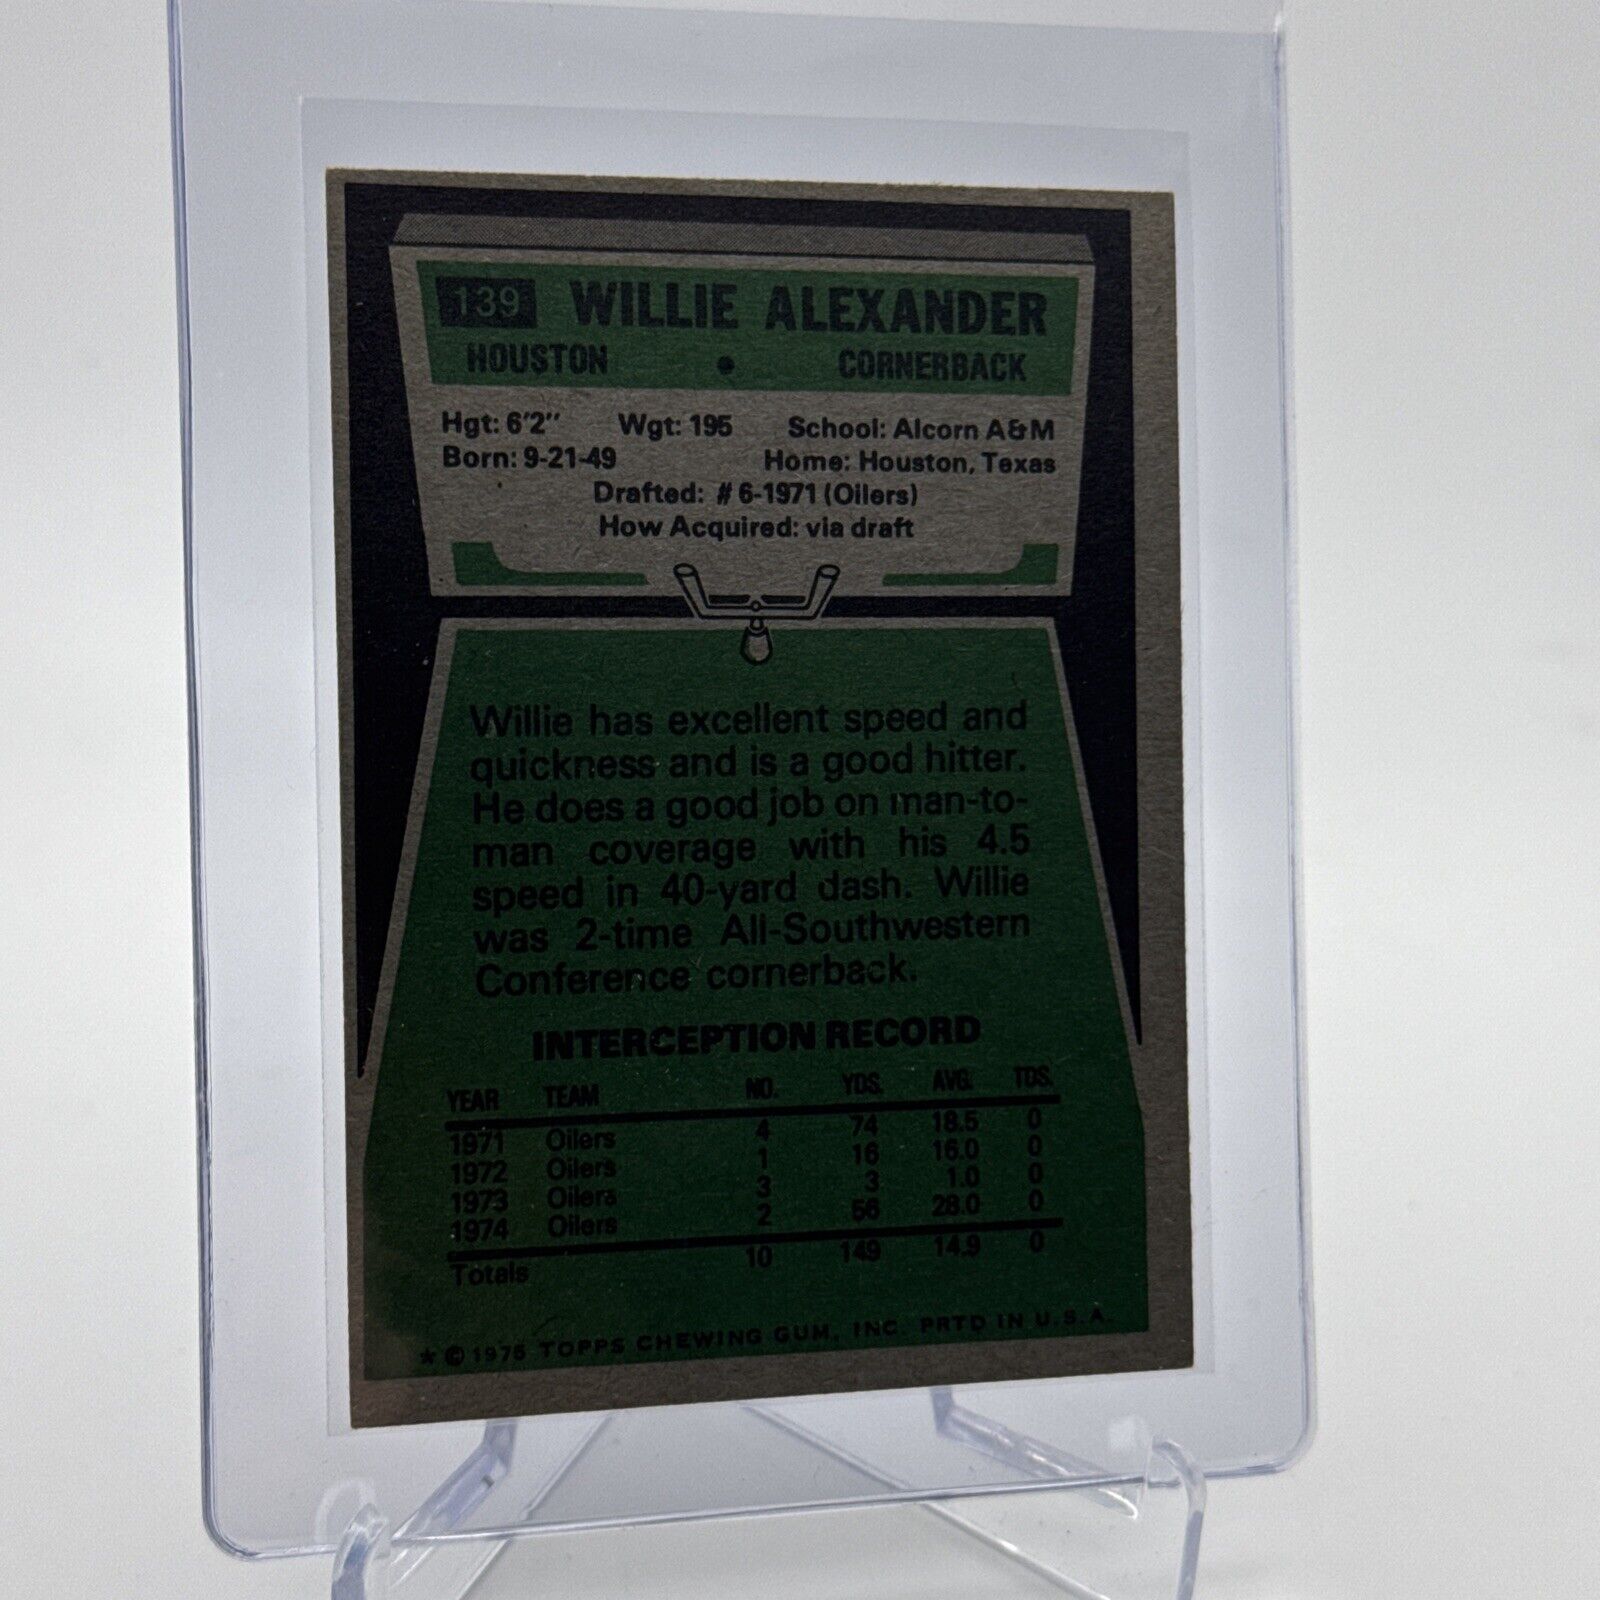 139 WILLIE ALEXANDER
HOUSTON • CORNERBACK
Hgt: 6'2" Wgt: 195 School: Alcorn A&M
Born: 9-21-49 Home: Houston, Texas
Drafted: #6-1971 (Oilers)
How Acquired: via draft
Willie has excellent speed and
quickness and is a good hitter.
He does a good job on man-to-
man coverage with his 4.5
speed in 40-yard dash. Willie
was 2-time All-Southwestern
Conference cornerback.
INTERCEPTION RECORD
YEAR TEAM NO. YDS. AVG. TDS.
1971 Oilers 4 74 18.5 0
1972 Oilers 1 16 16.0 0
1973 Oilers 3 3 1.0 0
1974 Oilers 2 56 28.0 0
Totals 10 149 14.9 0
★ © 1975 TOPPS CHEWING GUM, INC. PRTD IN U.S.A.